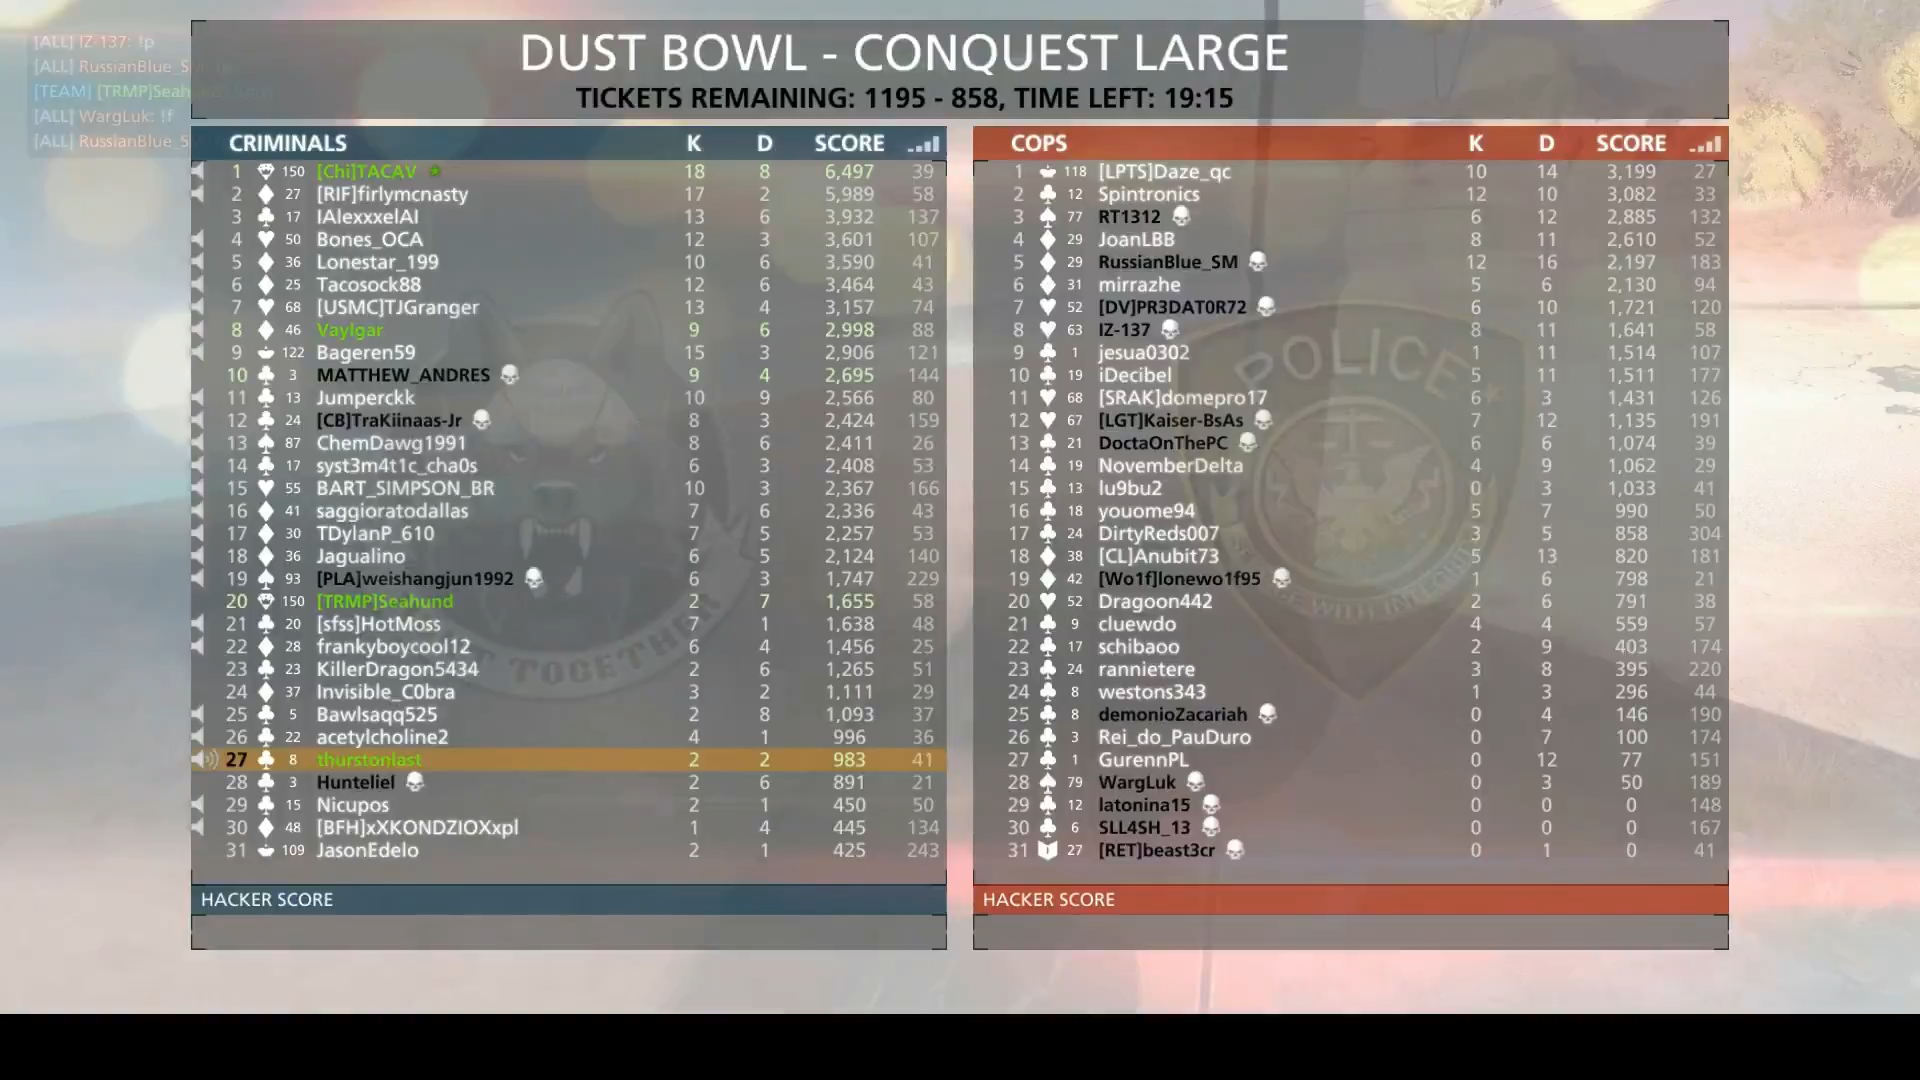 DUST BOWL - CONQUEST LARGE
TICKETS REMAINING: 1195 - 858, TIME LEFT: 19:15
[ALL] IZ-137: !p
[ALL] RussianBlue_S
[TEAM] [TRMP]Seah
[ALL] WargLuk: !f
[ALL] RussianBlue_S
CRIMINALS K D SCORE
1 150 [Chi]TACAV 18 8 6,497 39
2 27 [RIF]firlymcnasty 17 2 5,989 58
3 17 IAlexxxelAI 13 6 3,932 137
4 50 Bones_OCA 12 3 3,601 107
5 36 Lonestar_199 10 6 3,590 41
6 25 Tacosock88 12 6 3,464 43
7 68 [USMC]TJGranger 13 4 3,157 74
8 46 Vaylgar 9 6 2,998 88
9 122 Bageren59 15 3 2,906 121
10 3 MATTHEW_ANDRES 9 4 2,695 144
11 13 Jumperckk 10 9 2,566 80
12 24 [CB]TraKiinaas-Jr 8 3 2,424 159
13 87 ChemDawg1991 8 6 2,411 26
14 17 syst3m4t1c_cha0s 6 3 2,408 53
15 55 BART_SIMPSON_BR 10 3 2,367 166
16 41 saggioratodallas 7 6 2,336 43
17 30 TDylanP_610 7 5 2,257 53
18 36 Jagualino 6 5 2,124 140
19 93 [PLA]weishangjun1992 6 3 1,747 229
20 150 [TRMP]Seahund 2 7 1,655 58
21 20 [sfss]HotMoss 7 1 1,638 48
22 28 frankyboycool12 6 4 1,456 25
23 23 KillerDragon5434 2 6 1,265 51
24 37 Invisible_C0bra 3 2 1,111 29
25 5 Bawlsaqq525 2 8 1,093 37
26 22 acetylcholine2 4 1 996 36
27 8 thurstonlast 2 2 983 41
28 3 Hunteliel 2 6 891 21
29 15 Nicupos 2 1 450 50
30 48 [BFH]xXKONDZIOXxpl 1 4 445 134
31 109 JasonEdelo 2 1 425 243
HACKER SCORE
COPS K D SCORE
1 118 [LPTS]Daze_qc 10 14 3,199 27
2 12 Spintronics 12 10 3,082 33
3 77 RT1312 6 12 2,885 132
4 29 JoanLBB 8 11 2,610 52
5 29 RussianBlue_SM 12 16 2,197 183
6 31 mirrazhe 5 6 2,130 94
7 52 [DV]PR3DAT0R72 6 10 1,721 120
8 63 IZ-137 8 11 1,641 58
9 1 jesua0302 1 11 1,514 107
10 19 iDecibel 5 11 1,511 177
11 68 [SRAK]domepro17 6 3 1,431 126
12 67 [LGT]Kaiser-BsAs 7 12 1,135 191
13 21 DoctaOnThePC 6 6 1,074 39
14 19 NovemberDelta 4 9 1,062 29
15 13 lu9bu2 0 3 1,033 41
16 18 youome94 5 7 990 50
17 24 DirtyReds007 3 5 858 304
18 38 [CL]Anubit73 5 13 820 181
19 42 [Wo1f]lonewo1f95 1 6 798 21
20 52 Dragoon442 2 6 791 38
21 9 cluewdo 4 4 559 57
22 17 schibaoo 2 9 403 174
23 24 rannietere 3 8 395 220
24 8 westons343 1 3 296 44
25 8 demonioZacariah 0 4 146 190
26 3 Rei_do_PauDuro 0 7 100 174
27 1 GurennPL 0 12 77 151
28 79 WargLuk 0 3 50 189
29 12 latonina15 0 0 0 148
30 6 SLL4SH_13 0 0 0 167
31 27 [RET]beast3cr 0 1 0 41
HACKER SCORE
POLICE